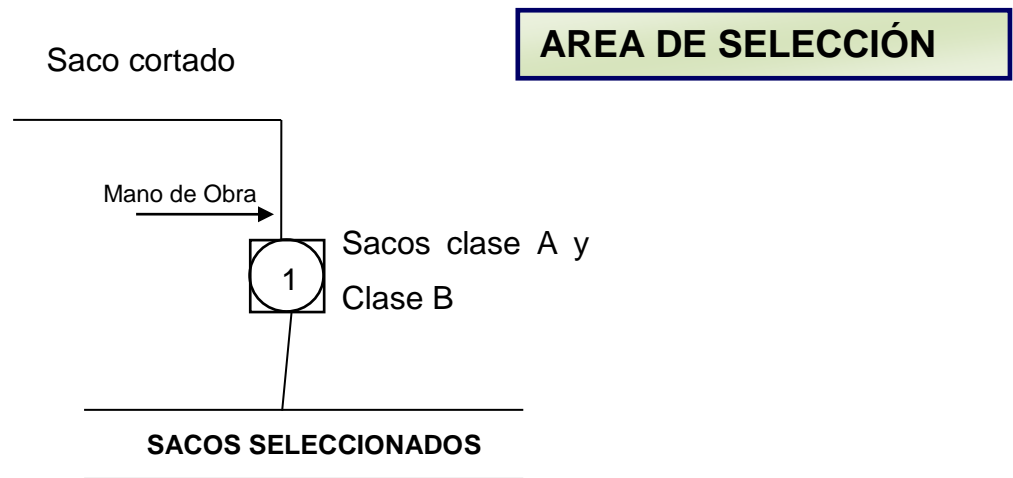 AREA DE SELECCIÓN
Saco cortado
Mano de Obra
Sacos clase A y
Clase B
1
SACOS SELECCIONADOS